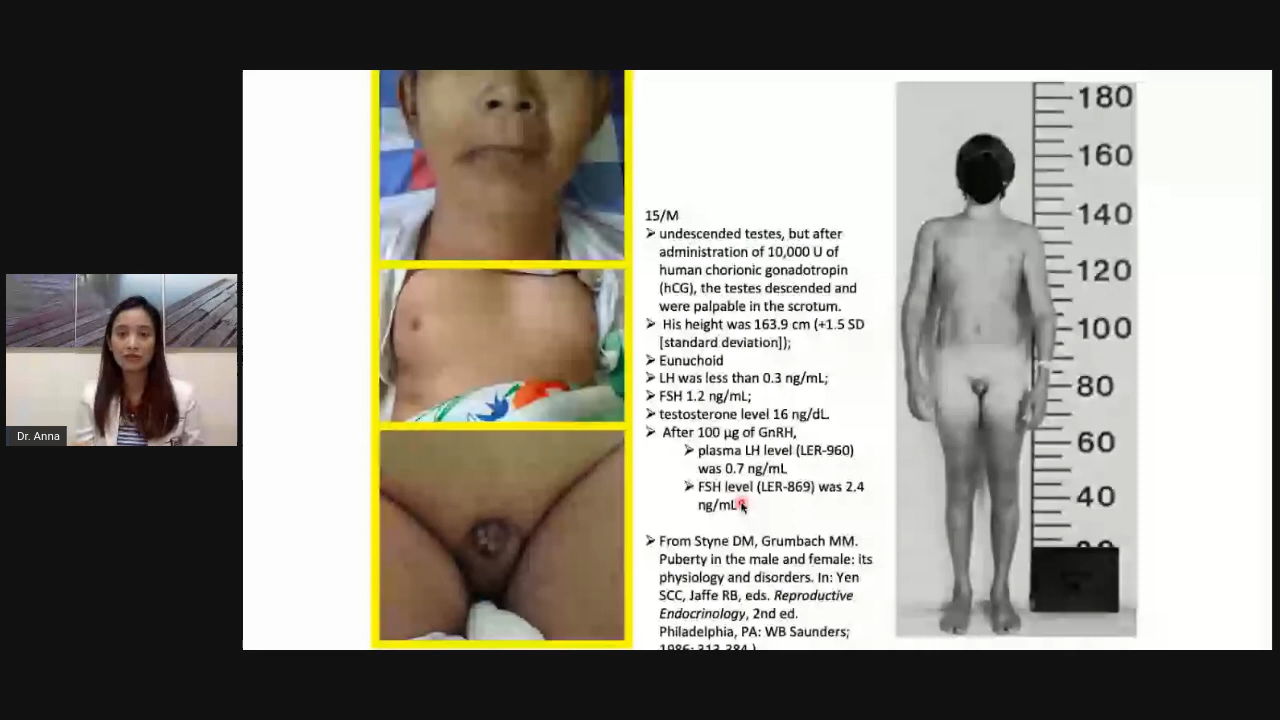 15/M
➢ undescended testes, but after
administration of 10,000 U of
human chorionic gonadotropin
(hCG), the testes descended and
were palpable in the scrotum.
➢ His height was 163.9 cm (+1.5 SD
[standard deviation]);
➢ Eunuchoid
➢ LH was less than 0.3 ng/mL;
➢ FSH 1.2 ng/mL;
➢ testosterone level 16 ng/dL.
➢ After 100 µg of GnRH,
➢ plasma LH level (LER-960)
was 0.7 ng/mL
➢ FSH level (LER-869) was 2.4
ng/mL
➢ From Styne DM, Grumbach MM.
Puberty in the male and female: its
physiology and disorders. In: Yen
SCC, Jaffe RB, eds. Reproductive
Endocrinology, 2nd ed.
Philadelphia, PA: WB Saunders;
1986: 313-384.)
180
160
140
120
100
80
60
40
Dr. Anna